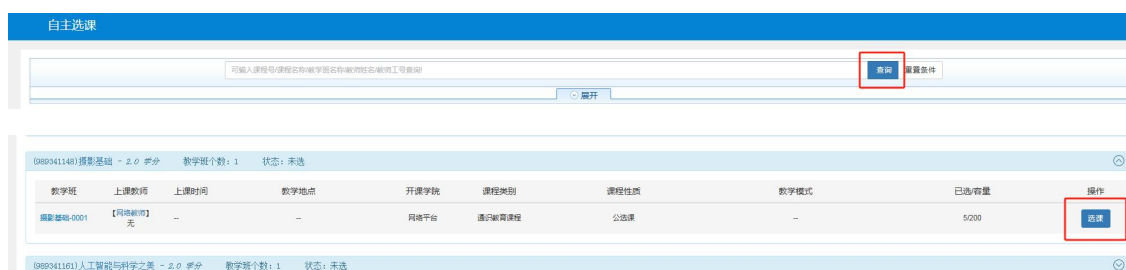 自主选课
可输入课程号/课程名称/教学班名称/教师姓名/教师工号查询! 查询 重置条件
展开
(989341148)摄影基础 - 2.0 学分 教学班个数：1 状态：未选
教学班 上课教师 上课时间 教学地点 开课学院 课程类别 课程性质 教学模式 已选/容量 操作
摄影基础-0001 【网络教师】 -- -- 网络平台 通识教育课程 公选课 -- 5/200 选课
无
(989341161)人工智能与科学之美 - 2.0 学分 教学班个数：1 状态：未选